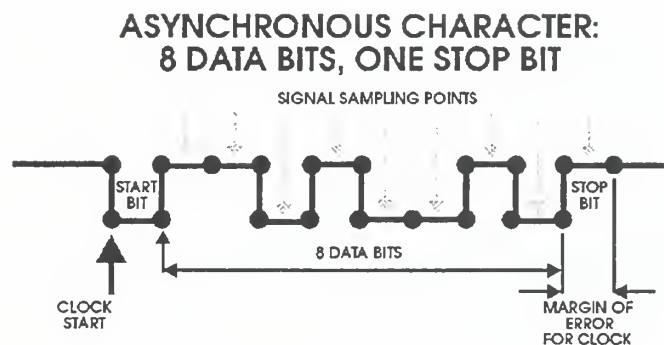 ASYNCHRONOUS CHARACTER:
8 DATA BITS, ONE STOP BIT
SIGNAL SAMPLING POINTS
START
BIT
STOP
BIT
8 DATA BITS
CLOCK
START
MARGIN OF
ERROR
FOR CLOCK